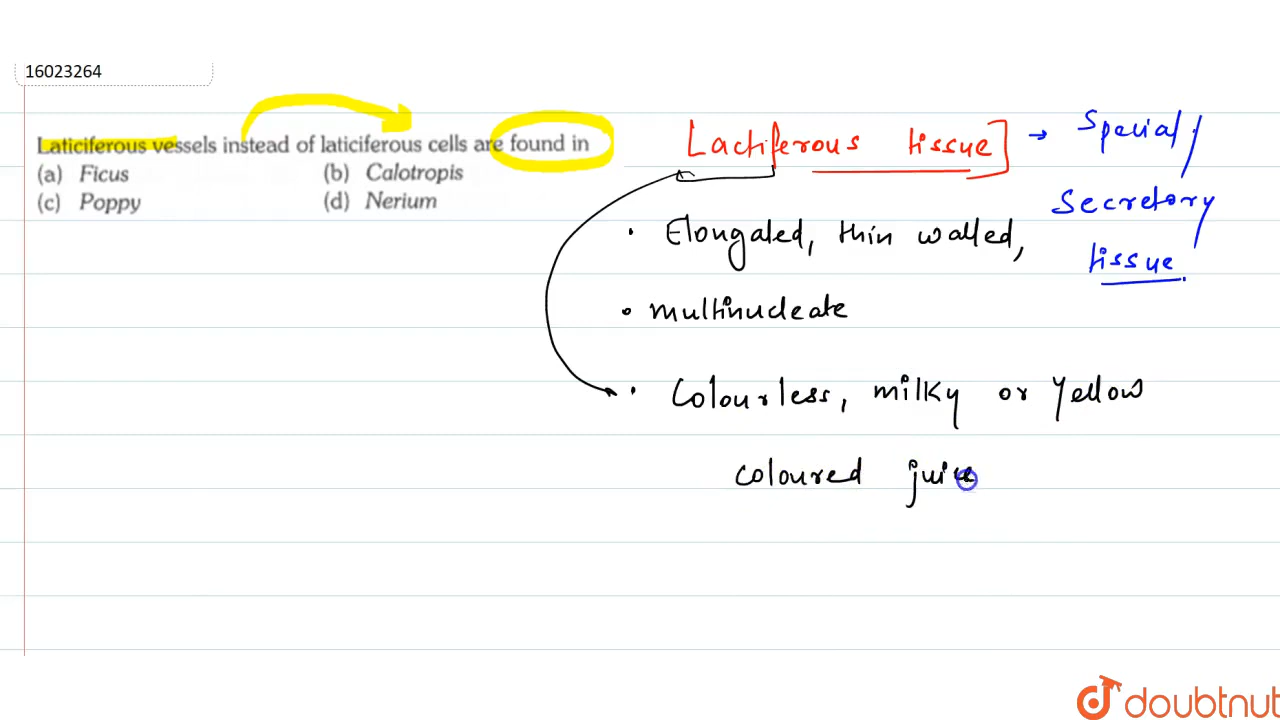 16023264
Laticiferous vessels instead of laticiferous cells are found in
(a) Ficus (b) Calotropis
(c) Poppy (d) Nerium
Lactiferous tissue] → Special/
Secretory
tissue.
• Elongated, thin walled,
• multinucleate
• Colourless, milky or yellow
coloured juice
doubtnut